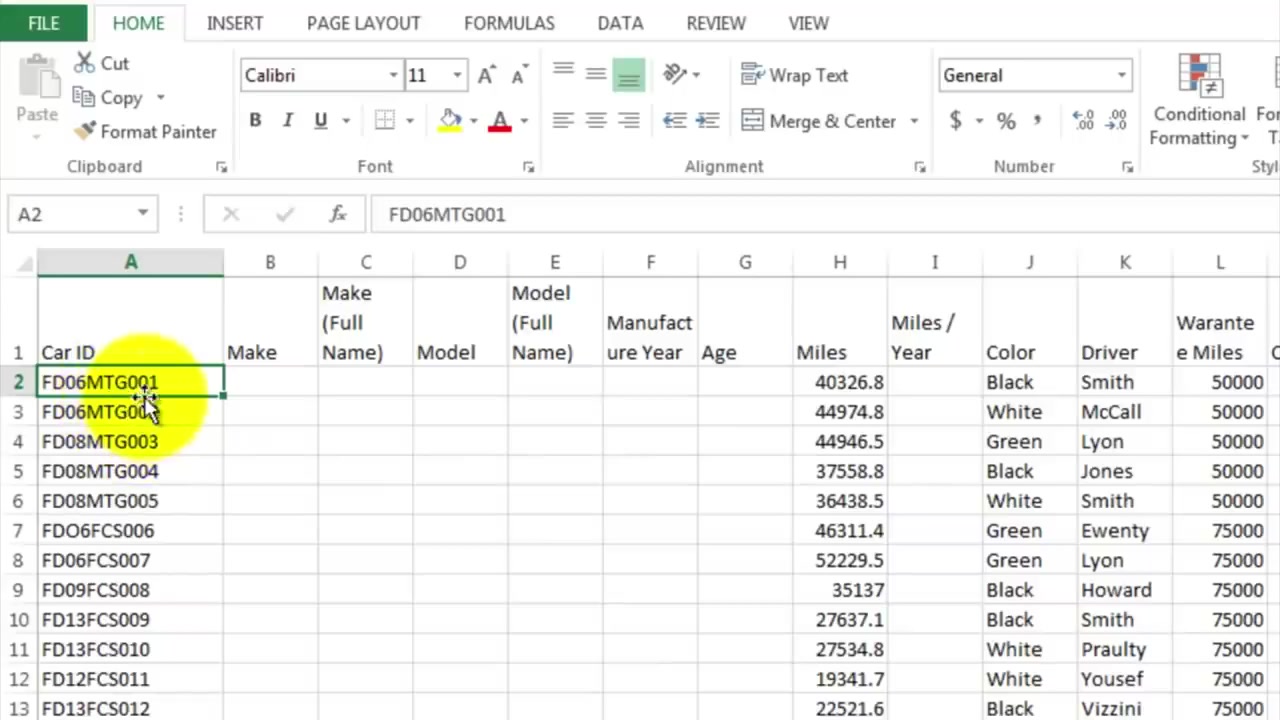 FILE HOME INSERT PAGE LAYOUT FORMULAS DATA REVIEW VIEW
Paste Cut Copy Format Painter
Calibri 11
B I U A
Wrap Text
Merge & Center
General
$ % ,
Conditional
Formatting
Clipboard Font Alignment Number
A2 fx FD06MTG001
A B C D E F G H I J K L
1 Car ID Make Make (Full Name) Model Model (Full Name) Manufact ure Year Age Miles Miles / Year Color Driver Warante e Miles
2 FD06MTG001 40326.8 Black Smith 50000
3 FD06MTG00 44974.8 White McCall 50000
4 FD08MTG003 44946.5 Green Lyon 50000
5 FD08MTG004 37558.8 Black Jones 50000
6 FD08MTG005 36438.5 White Smith 50000
7 FDO6FCS006 46311.4 Green Ewenty 75000
8 FD06FCS007 52229.5 Green Lyon 75000
9 FD09FCS008 35137 Black Howard 75000
10 FD13FCS009 27637.1 Black Smith 75000
11 FD13FCS010 27534.8 White Praulty 75000
12 FD12FCS011 19341.7 White Yousef 75000
13 FD13FCS012 22521.6 Black Vizzini 75000